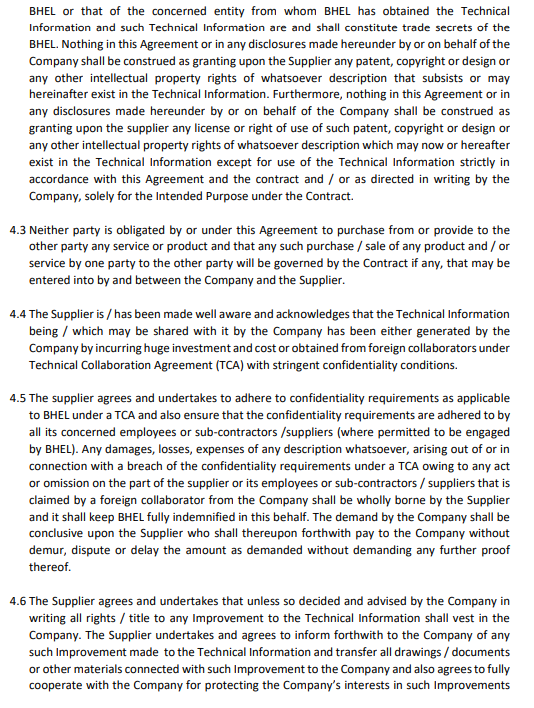 BHEL or that of the concerned entity from whom BHEL has obtained the Technical
Information and such Technical Information are and shall constitute trade secrets of the
BHEL. Nothing in this Agreement or in any disclosures made hereunder by or on behalf of the
Company shall be construed as granting upon the Supplier any patent, copyright or design or
any other intellectual property rights of whatsoever description that subsists or may
hereinafter exist in the Technical Information. Furthermore, nothing in this Agreement or in
any disclosures made hereunder by or on behalf of the Company shall be construed as
granting upon the supplier any license or right of use of such patent, copyright or design or
any other intellectual property rights of whatsoever description which may now or hereafter
exist in the Technical Information except for use of the Technical Information strictly in
accordance with this Agreement and the contract and / or as directed in writing by the
Company, solely for the Intended Purpose under the Contract.
4.3 Neither party is obligated by or under this Agreement to purchase from or provide to the
other party any service or product and that any such purchase / sale of any product and / or
service by one party to the other party will be governed by the Contract if any, that may be
entered into by and between the Company and the Supplier.
4.4 The Supplier is / has been made well aware and acknowledges that the Technical Information
being / which may be shared with it by the Company has been either generated by the
Company by incurring huge investment and cost or obtained from foreign collaborators under
Technical Collaboration Agreement (TCA) with stringent confidentiality conditions.
4.5 The supplier agrees and undertakes to adhere to confidentiality requirements as applicable
to BHEL under a TCA and also ensure that the confidentiality requirements are adhered to by
all its concerned employees or sub-contractors /suppliers (where permitted to be engaged
by BHEL). Any damages, losses, expenses of any description whatsoever, arising out of or in
connection with a breach of the confidentiality requirements under a TCA owing to any act
or omission on the part of the supplier or its employees or sub-contractors / suppliers that is
claimed by a foreign collaborator from the Company shall be wholly borne by the Supplier
and it shall keep BHEL fully indemnified in this behalf. The demand by the Company shall be
conclusive upon the Supplier who shall thereupon forthwith pay to the Company without
demur, dispute or delay the amount as demanded without demanding any further proof
thereof.
4.6 The Supplier agrees and undertakes that unless so decided and advised by the Company in
writing all rights / title to any Improvement to the Technical Information shall vest in the
Company. The Supplier undertakes and agrees to inform forthwith to the Company of any
such Improvement made to the Technical Information and transfer all drawings / documents
or other materials connected with such Improvement to the Company and also agrees to fully
cooperate with the Company for protecting the Company's interests in such Improvements